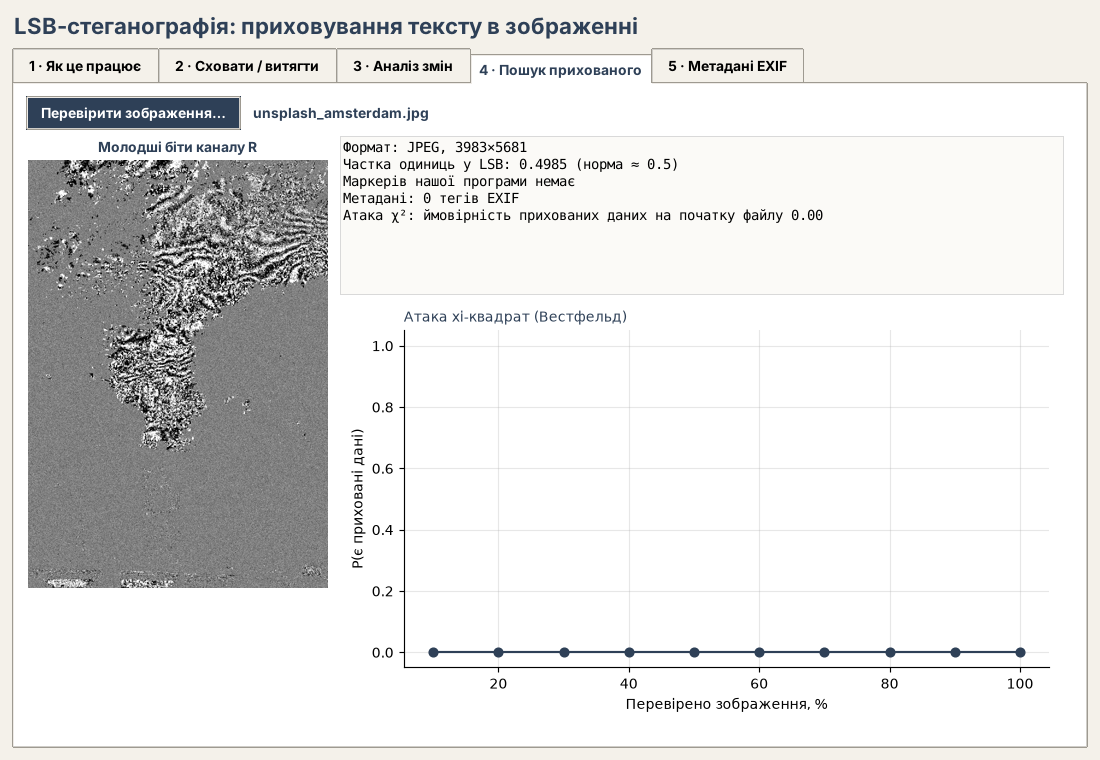 LSB-стеганографія: приховування тексту в зображенні
1 · Як це працює
2 · Сховати / витягти
3 · Аналіз змін
4 · Пошук прихованого
5 · Метадані EXIF
Перевірити зображення...
unsplash_amsterdam.jpg
Молодші біти каналу R
Формат: JPEG, 3983×5681
Частка одиниць у LSB: 0.4985 (норма ≈ 0.5)
Маркерів нашої програми немає
Метадані: 0 тегів EXIF
Атака χ²: ймовірність прихованих даних на початку файлу 0.00
Атака хі-квадрат (Вестфельд)
1.0
0.8
0.6
0.4
0.2
0.0
P(є приховані дані)
20 40 60 80 100
Перевірено зображення, %